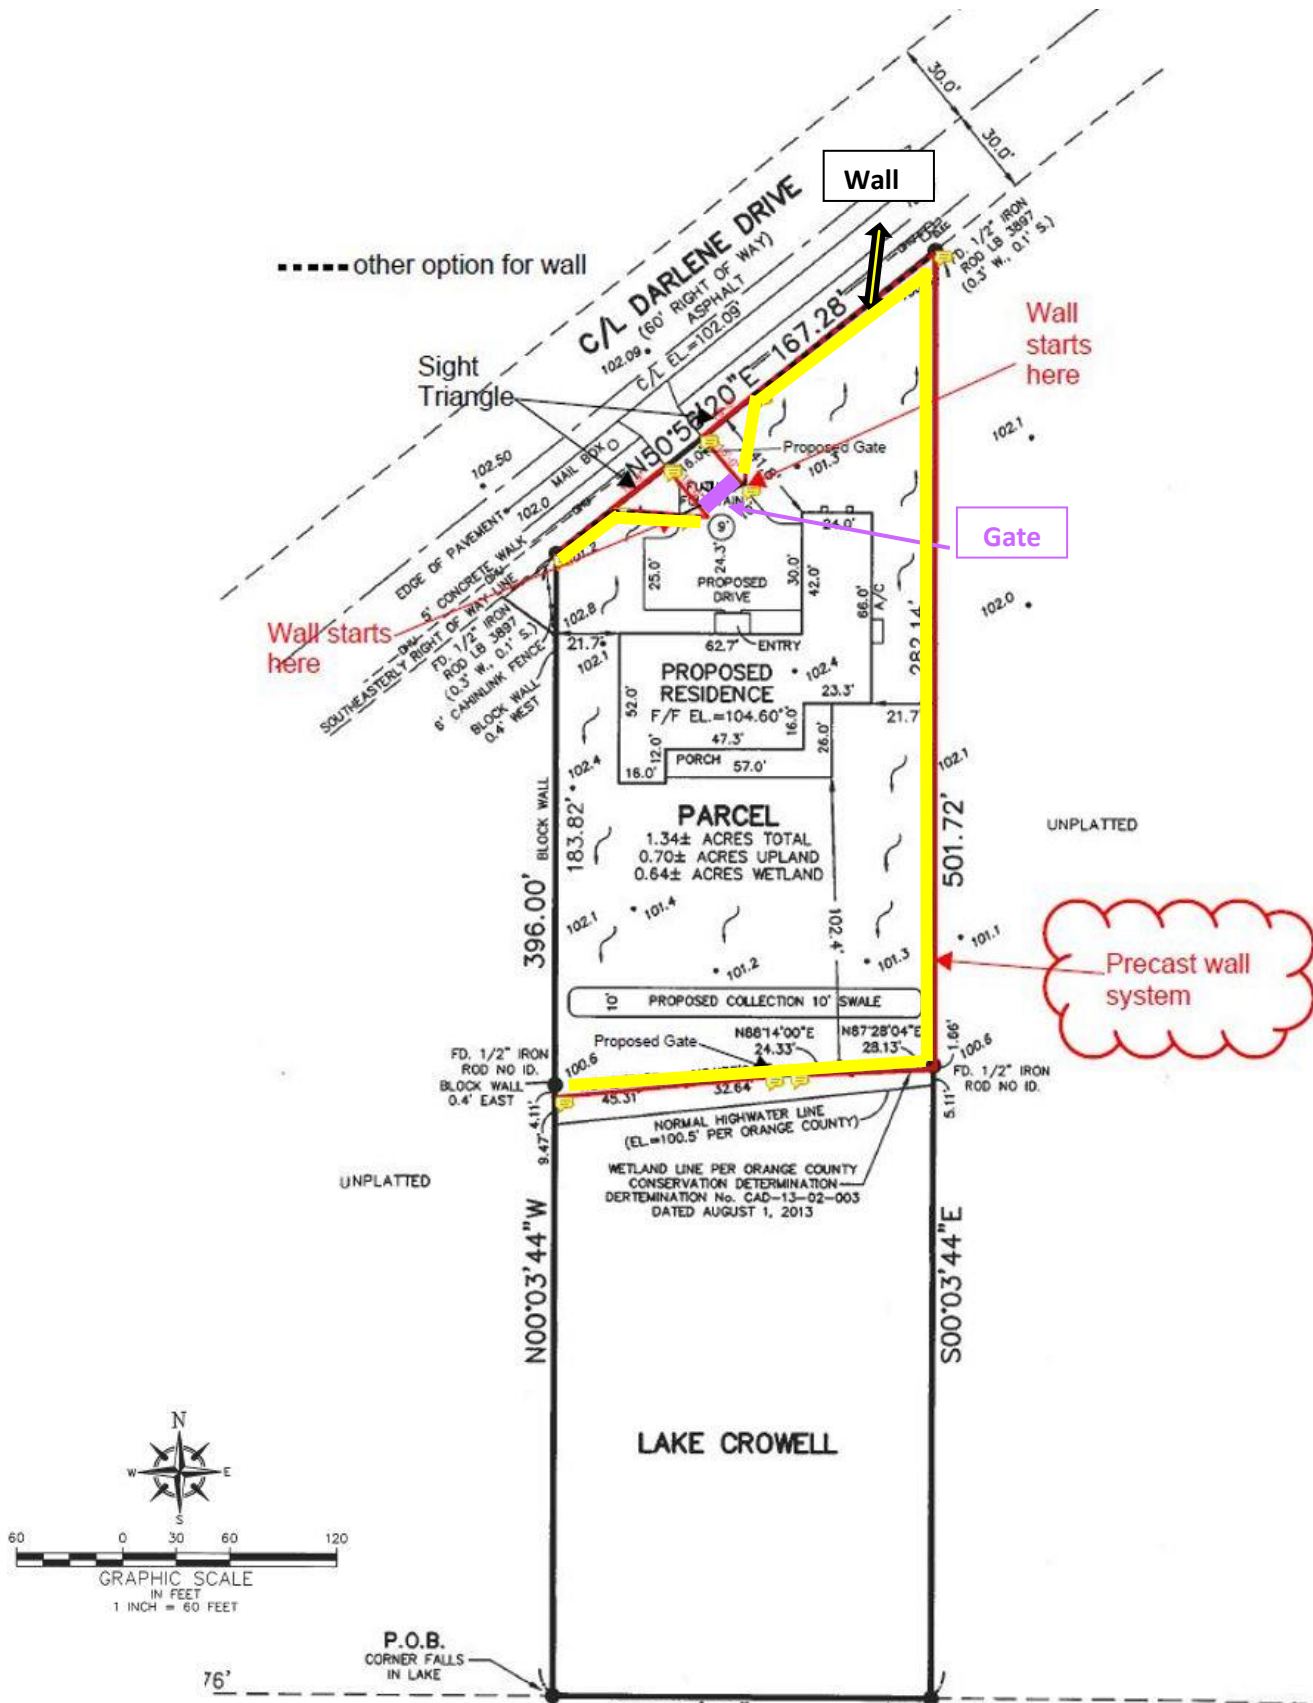 30.0'
30.0'
Wall
C/L DARLENE DRIVE
(60' RIGHT OF WAY)
ASPHALT
C/L EL.=102.09'
102.09
other option for wall
FD. 1/2" IRON
ROD LB 3897
(0.3' W., 0.1' S.)
Wall
starts
here
Sight
Triangle
N50°56'20"E
167.28'
102.50
MAIL BOX
102.0
16.0
Proposed Gate
101.3
102.1
EDGE OF PAVEMENT
5' CONCRETE WALK
OHU
SOUTHEASTERLY RIGHT OF WAY LINE
FD. 1/2" IRON
ROD LB 3897
(0.3' W., 0.1' S.)
6' CAHINLINK FENCE
BLOCK WALL
0.4' WEST
9'
24.0'
Gate
25.0'
24.3'
30.0'
42.0'
66.0'
A/C
PROPOSED
DRIVE
102.0
282.14'
Wall starts
here
102.8
21.7'
102.1
62.7'
ENTRY
PROPOSED
RESIDENCE
F/F EL.=104.60'
102.4
23.3'
52.0'
16.0'
26.0'
21.7'
47.3'
12.0'
PORCH
57.0'
16.0'
102.4
102.1
BLOCK WALL
183.82'
396.00'
PARCEL
1.34± ACRES TOTAL
0.70± ACRES UPLAND
0.64± ACRES WETLAND
501.72'
UNPLATTED
102.1
101.4
102.4'
101.2
101.3
101.1
Precast wall
system
10'
PROPOSED COLLECTION 10' SWALE
Proposed Gate
N88°14'00"E
24.33'
N87°28'04"E
28.13'
1.66'
100.6
FD. 1/2" IRON
ROD NO ID.
FD. 1/2" IRON
ROD NO ID.
BLOCK WALL
0.4' EAST
100.6
45.31'
32.64'
4.11'
9.47'
5.11'
NORMAL HIGHWATER LINE
(EL.=100.5' PER ORANGE COUNTY)
UNPLATTED
WETLAND LINE PER ORANGE COUNTY
CONSERVATION DETERMINATION
DERTEMINATION No. CAD-13-02-003
DATED AUGUST 1, 2013
N00°03'44"W
S00°03'44"E
LAKE CROWELL
N
W
E
S
60 0 30 60 120
GRAPHIC SCALE
IN FEET
1 INCH = 60 FEET
P.O.B.
CORNER FALLS
IN LAKE
76'